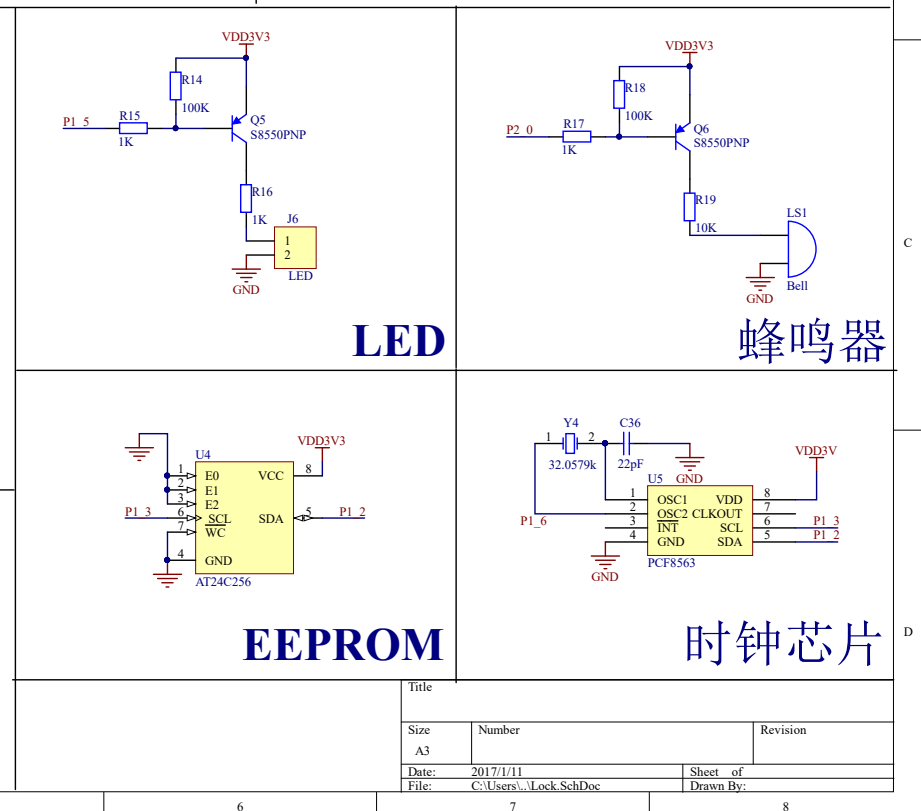 VDD3V3
R14
100K
P1_5
R15
1K
Q5
S8550PNP
R16
1K
J6
1
2
LED
GND
LED
VDD3V3
R18
100K
P2_0
R17
1K
Q6
S8550PNP
R19
10K
LS1
Bell
GND
蜂鸣器
C
U4
VDD3V3
1 E0 VCC 8
2 E1
3 E2
P1_3 6 SCL SDA 5 P1_2
7 WC
4 GND
AT24C256
EEPROM
Y4
1 2
32.0579k
C36
22pF
GND
VDD3V
U5
1 OSC1 VDD 8
2 OSC2 CLKOUT 7
P1_6
3 INT SCL 6 P1_3
4 GND SDA 5 P1_2
GND
PCF8563
时钟芯片
D
Title
Size Number Revision
A3
Date: 2017/1/11 Sheet of
File: C:\Users\..\Lock.SchDoc Drawn By:
6 7 8